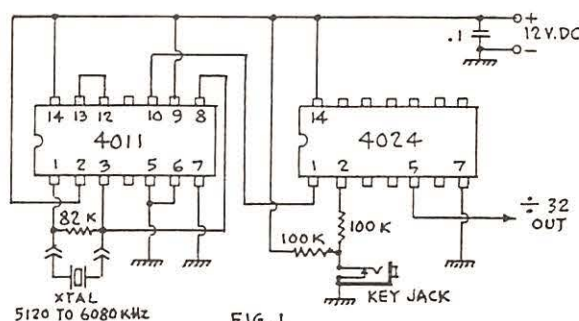 +
.1
12V.DC
−
14 13 12 10 9 8
4011
1 2 3 5 6 7
14
4024
1 2 5 7
82 K
100K
100K
÷ 32
OUT
XTAL
5120 TO 6080 KHz
KEY JACK
FIG. 1